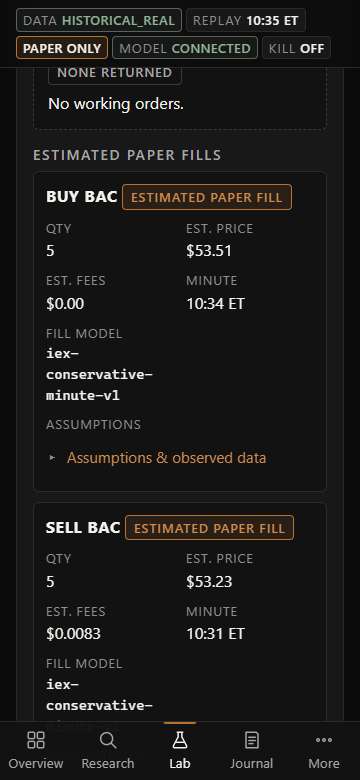 DATA HISTORICAL_REAL REPLAY 10:35 ET
PAPER ONLY MODEL CONNECTED KILL OFF
NONE RETURNED
No working orders.
ESTIMATED PAPER FILLS
BUY BAC ESTIMATED PAPER FILL
QTY EST. PRICE
5 $53.51
EST. FEES MINUTE
$0.00 10:34 ET
FILL MODEL
iex-
conservative-
minute-v1
ASSUMPTIONS
▸ Assumptions & observed data
SELL BAC ESTIMATED PAPER FILL
QTY EST. PRICE
5 $53.23
EST. FEES MINUTE
$0.0083 10:31 ET
FILL MODEL
iex-
conservative-
Overview Research Lab Journal More